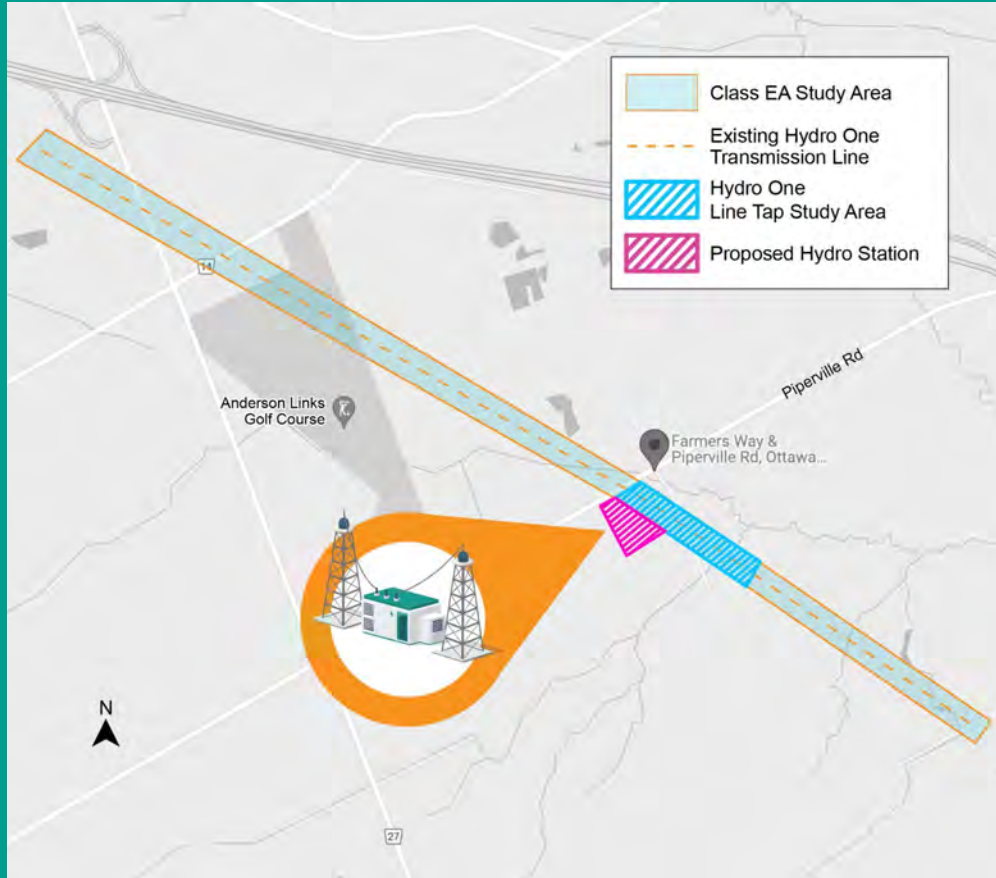 Class EA Study Area
Existing Hydro One
Transmission Line
Hydro One
Line Tap Study Area
Proposed Hydro Station
14
Piperville Rd
Anderson Links
Golf Course
Farmers Way &
Piperville Rd, Ottawa...
N
27